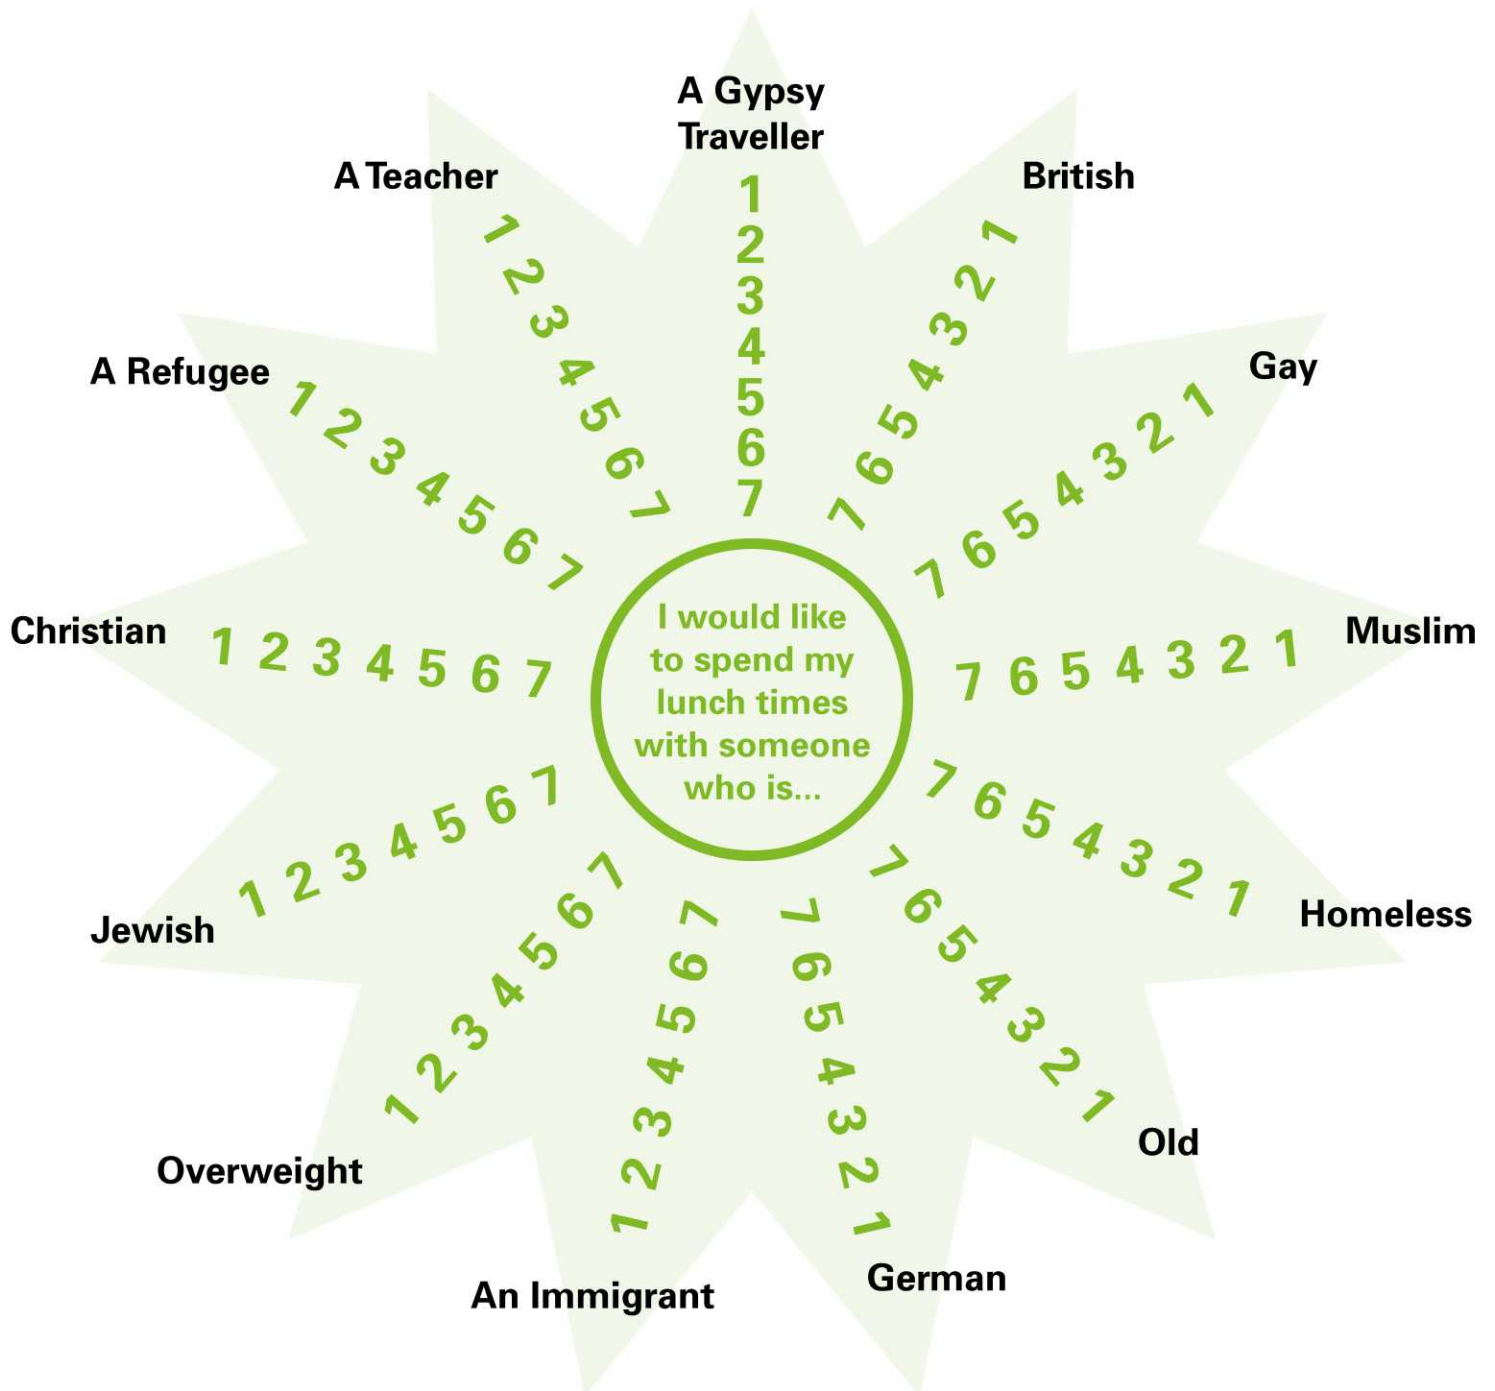 A Gypsy
Traveller
1
2
3
4
5
6
7
British
1 2 3 4 5 6 7
Gay
1 2 3 4 5 6 7
Muslim
7 6 5 4 3 2 1
Homeless
7 6 5 4 3 2 1
Old
7 6 5 4 3 2 1
German
7 6 5 4 3 2 1
An Immigrant
1 2 3 4 5 6 7
Overweight
1 2 3 4 5 6 7
Jewish
1 2 3 4 5 6 7
Christian
1 2 3 4 5 6 7
A Refugee
1 2 3 4 5 6 7
A Teacher
1 2 3 4 5 6 7
I would like
to spend my
lunch times
with someone
who is...